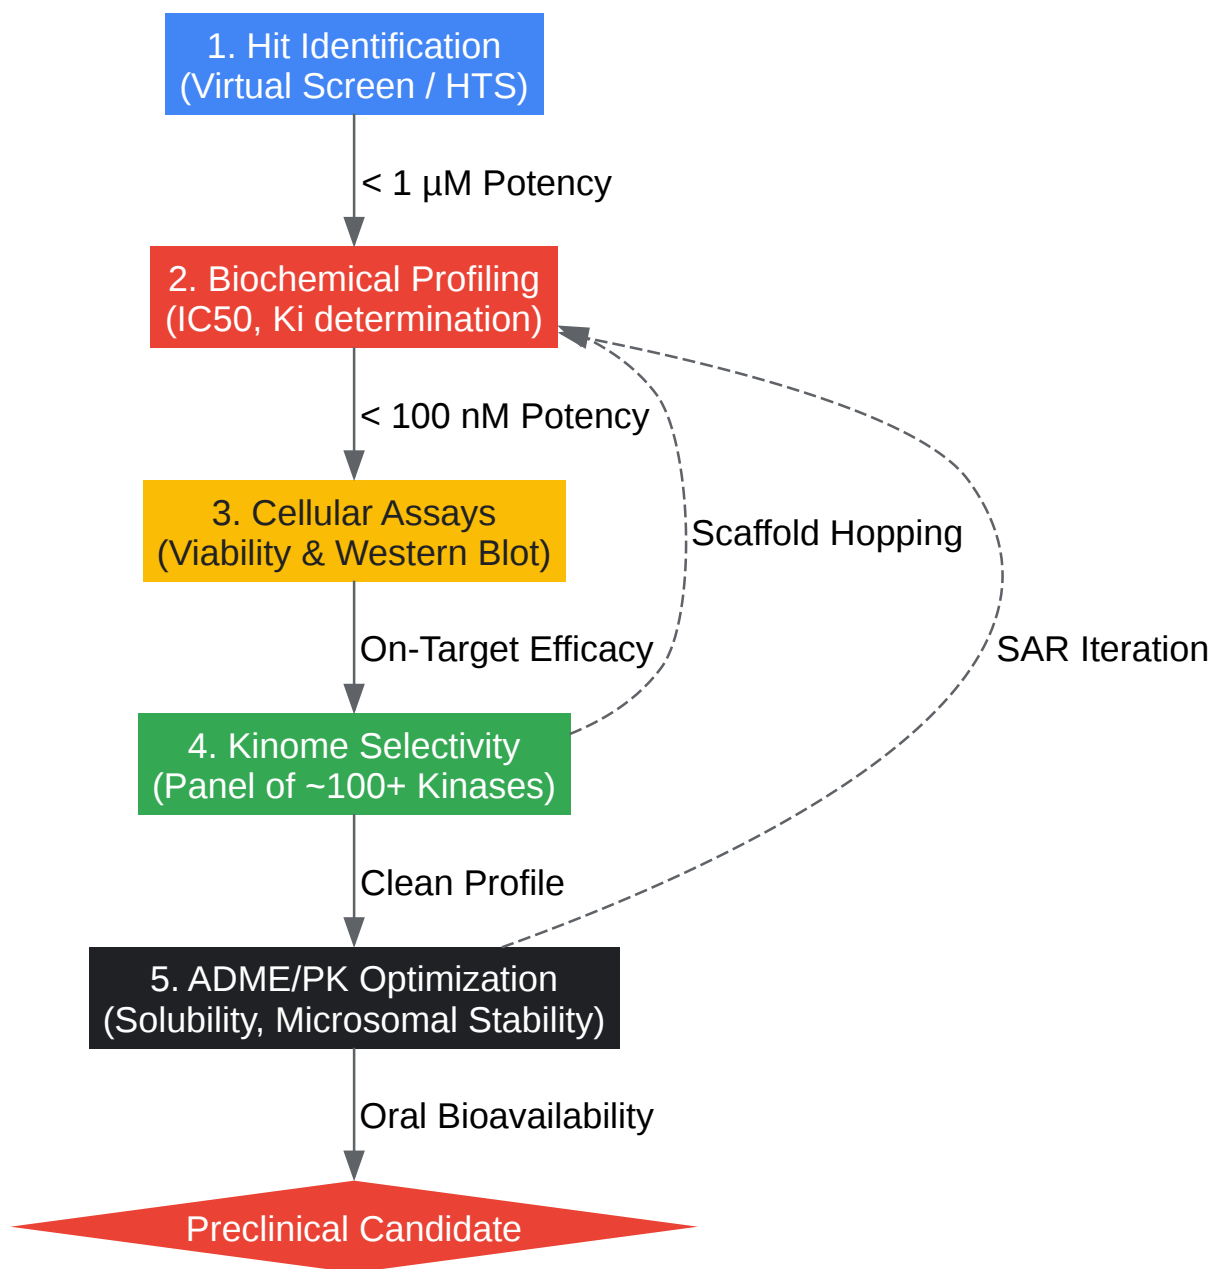 1. Hit Identification
(Virtual Screen / HTS)
< 1 µM Potency
2. Biochemical Profiling
(IC50, Ki determination)
< 100 nM Potency
3. Cellular Assays
(Viability & Western Blot)
Scaffold Hopping
On-Target Efficacy
SAR Iteration
4. Kinome Selectivity
(Panel of ~100+ Kinases)
Clean Profile
5. ADME/PK Optimization
(Solubility, Microsomal Stability)
Oral Bioavailability
Preclinical Candidate